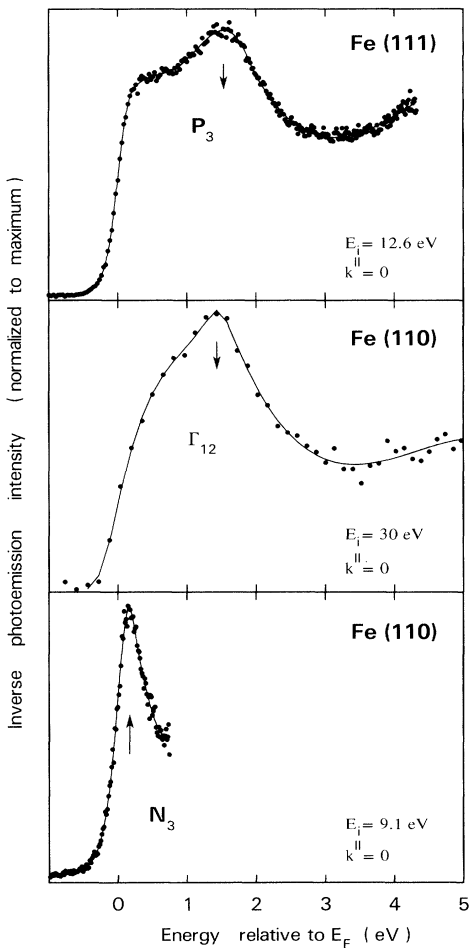 Inverse photoemission intensity ( normalized to maximum)
Fe (111)
P3
Ei = 12.6 eV
k|| = 0
Fe (110)
Γ12
Ei = 30 eV
k|| = 0
Fe (110)
N3
Ei = 9.1 eV
k|| = 0
0 1 2 3 4 5
Energy relative to EF ( eV )